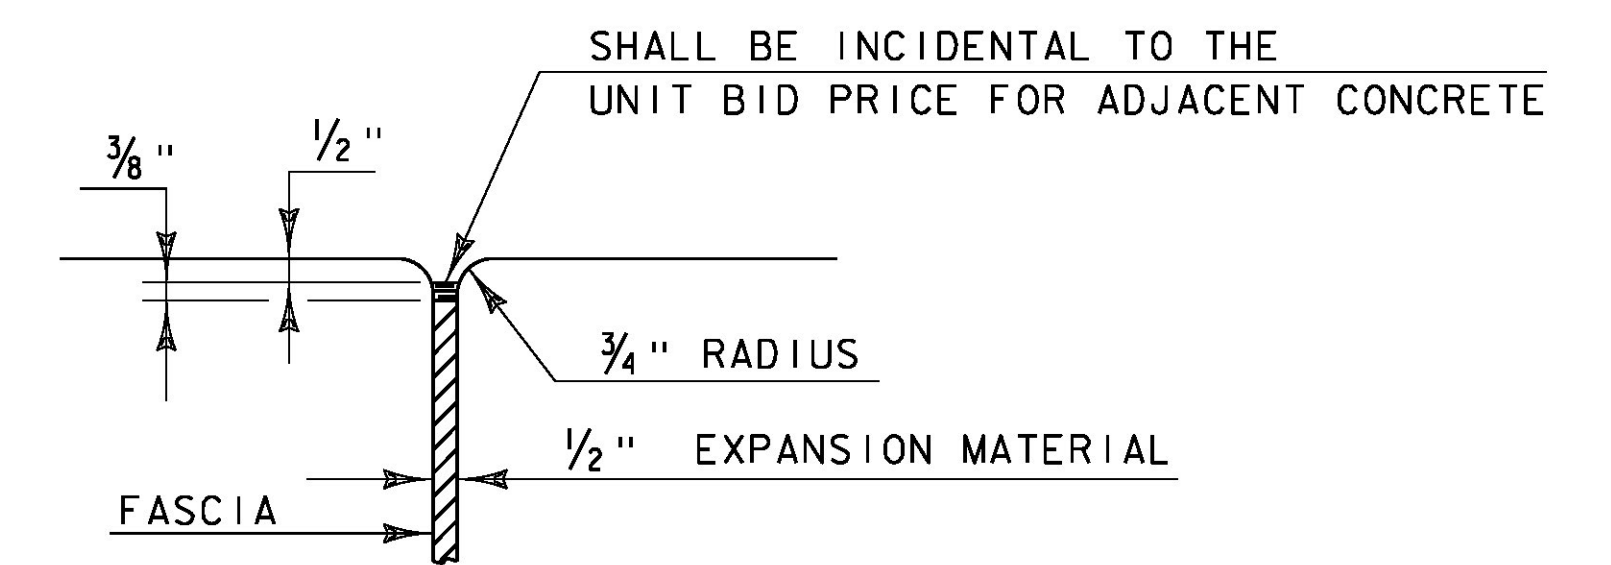 SHALL BE INCIDENTAL TO THE
UNIT BID PRICE FOR ADJACENT CONCRETE
3/8"
1/2"
3/4" RADIUS
1/2" EXPANSION MATERIAL
FASCIA